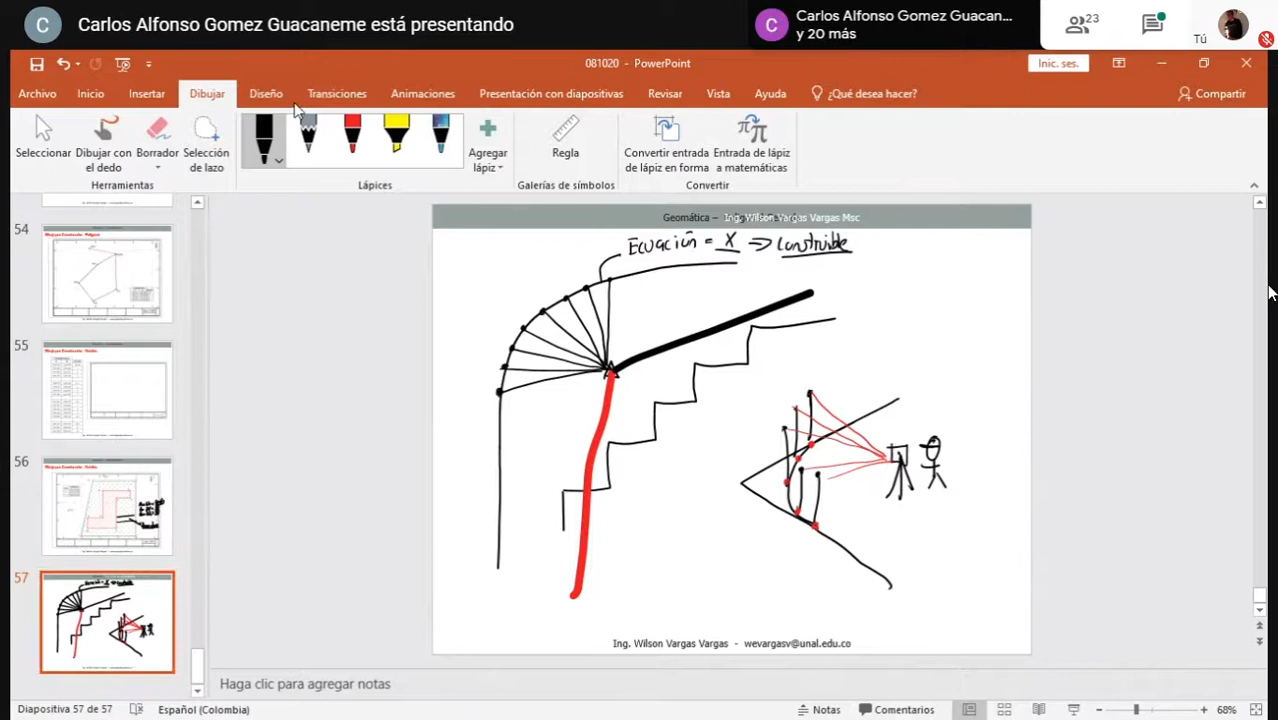 C Carlos Alfonso Gomez Guacaneme está presentando
C Carlos Alfonso Gomez Guacan...
y 20 más
23
Tú
081020 - PowerPoint
Inic. ses.
Archivo Inicio Insertar Dibujar Diseño Transiciones Animaciones Presentación con diapositivas Revisar Vista Ayuda ¿Qué desea hacer? Compartir
Seleccionar
Dibujar con
el dedo
Borrador
Selección
de lazo
Herramientas
Lápices
Agregar
lápiz
Regla
Galerías de símbolos
Convertir entrada
de lápiz en forma
Entrada de lápiz
a matemáticas
Convertir
54
55
56
57
Geomática – Ing. Wilson Vargas Vargas Msc
Ecuación = X ⇒ Construible
Ing. Wilson Vargas Vargas - wevargasv@unal.edu.co
Haga clic para agregar notas
Diapositiva 57 de 57 Español (Colombia) Notas Comentarios 68%